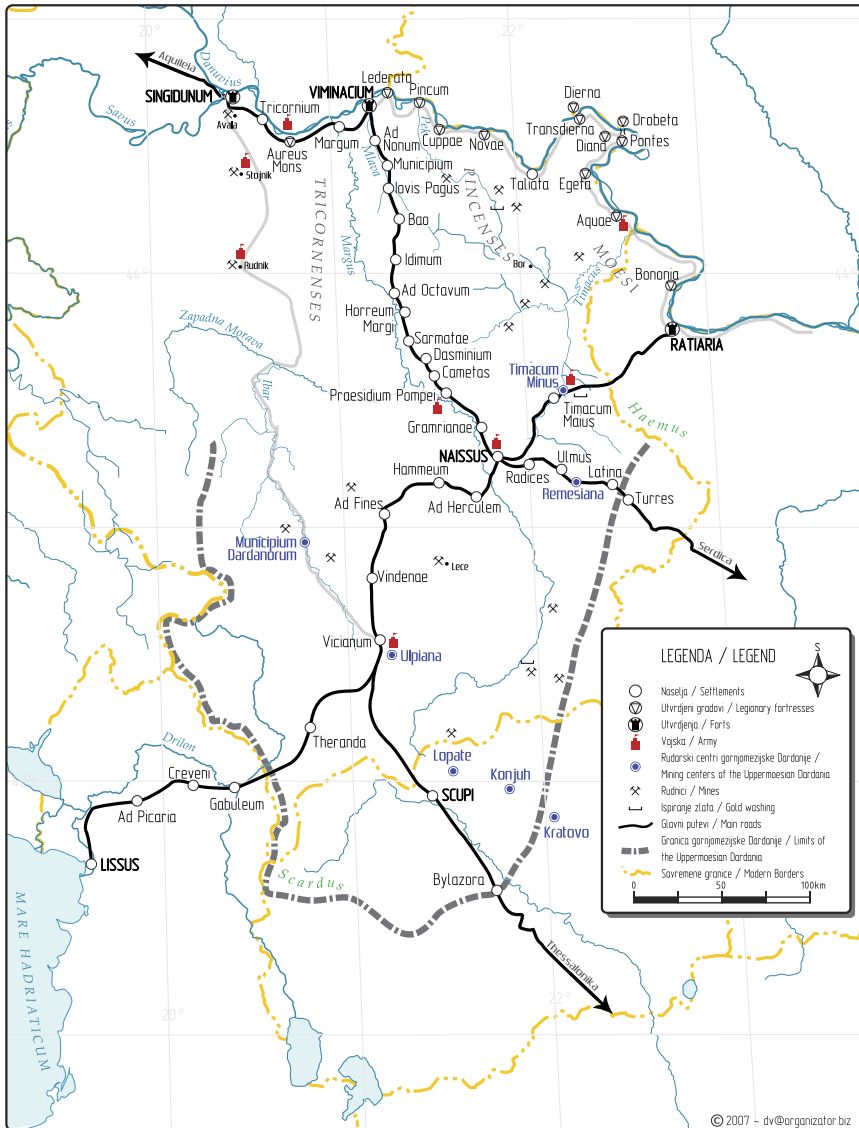 20°
22°
Aquileia
Danuvius
Lederata
SINGIDUNUM
VIMINACIUM
Pincum
Dierna
Savus
Tricornium
Transdierna
Drobeta
Avala
Pek
Ad
Nonum
Cuppae
Novae
Diana
Pontes
Aureus
Mons
Margum
Mlava
Municipium
Stojnik
Iovis Pagus
Taliata
Egeta
TRICORNENSES
PINCENSES
Bao
Aquae
MOESI
Margus
Rudnik
Idimum
Bor
Timacus
44°
44°
Bononia
Ad Octavum
Horreum
Margi
Zapadna Morava
Sarmatae
RATIARIA
Dasminium
Cametas
Timacum
Minus
Ibar
Praesidium Pompei
Timacum
Maius
Haemus
Gramrianae
NAISSUS
Hammeum
Radices
Ulmus
Latina
Ad Fines
Ad Herculem
Remesiana
Turres
Municipium
Dardanorum
Serdica
Lece
Vindenae
Vicianum
Ulpiana
LEGENDA / LEGEND
S
Naselja / Settlements
Utvrdjeni gradovi / Legionary fortresses
Utvrdjenja / Forts
Vojska / Army
Rudarski centri gornjomezijske Dardanije /
Mining centers of the Uppermoesian Dardania
Rudnici / Mines
Ispiranje zlata / Gold washing
Glavni putevi / Main roads
Granica gornjomezijske Dardanije / Limits of
the Uppermoesian Dardania
Savremene granice / Modern Borders
0 50 100km
Theranda
Drilon
Lopate
Creveni
Konjuh
Gabuleum
SCUPI
Ad Picaria
Kratovo
LISSUS
Scardus
Bylazora
MARE HADRIATICUM
Thessalonika
20°
22°
© 2007 - dv@organizator.biz